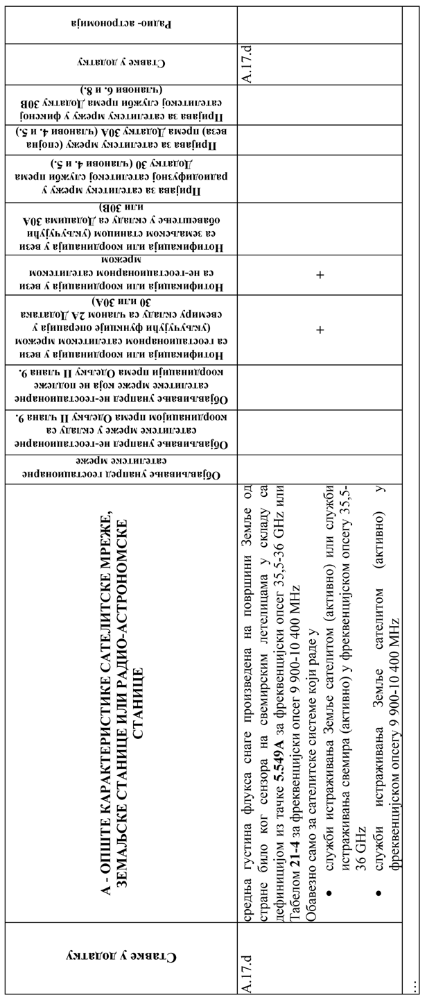 Ставке у додатку
А - ОПШТЕ КАРАКТЕРИСТИКЕ САТЕЛИТСКЕ МРЕЖЕ,
ЗЕМАЉСКЕ СТАНИЦЕ ИЛИ РАДИО-АСТРОНОМСКЕ
СТАНИЦЕ
Објављивање унапред геостационарне
сателитске мреже
Објављивање унапред не-геостационарне
сателитске мреже у складу са
координацијом према Одељку II члана 9.
Објављивање унапред не-геостационарне
сателитске мреже која не подлеже
координацији према Одељку II члана 9.
Нотификација или координација у вези
са геостационарном сателитском мрежом
(укључујући функције операција у
свемиру складу са чланом 2А Додатака
30 или 30А)
Нотификација или координација у вези
са не-геостационарном сателитском
мрежом
Нотификација или координација у вези
са земаљском станицом (укључујући
обавештење у складу са Додацима 30А
или 30В)
Пријава за сателитску мрежу у
радиодифузној сателитској служби према
Додатку 30 (чланови 4. и 5.)
Пријава за сателитску мрежу (спојна
веза) према Додатку 30А (чланови 4. и 5.)
Пријава за сателитску мрежу у фиксној
сателитској служби према Додатку 30В
(чланови 6. и 8.)
Ставке у додатку
Радио- астрономија
А.17.d
средња густина флукса снаге произведена на површини Земље од
стране било ког сензора на свемирским летелицама у складу са
дефиницијом из тачке 5.549А за фреквенцијски опсег 35,5-36 GHz или
Табелом 21-4 за фреквенцијски опсег 9 900-10 400 MHz
Обавезно само за сателитске системе који раде у
• служби истраживања Земље сателитом (активно) или служби
истраживања свемира (активно) у фреквенцијском опсегу 35,5-
36 GHz
• служби истраживања Земље сателитом (активно) у
фреквенцијском опсегу 9 900-10 400 MHz
+
+
А.17.d
…